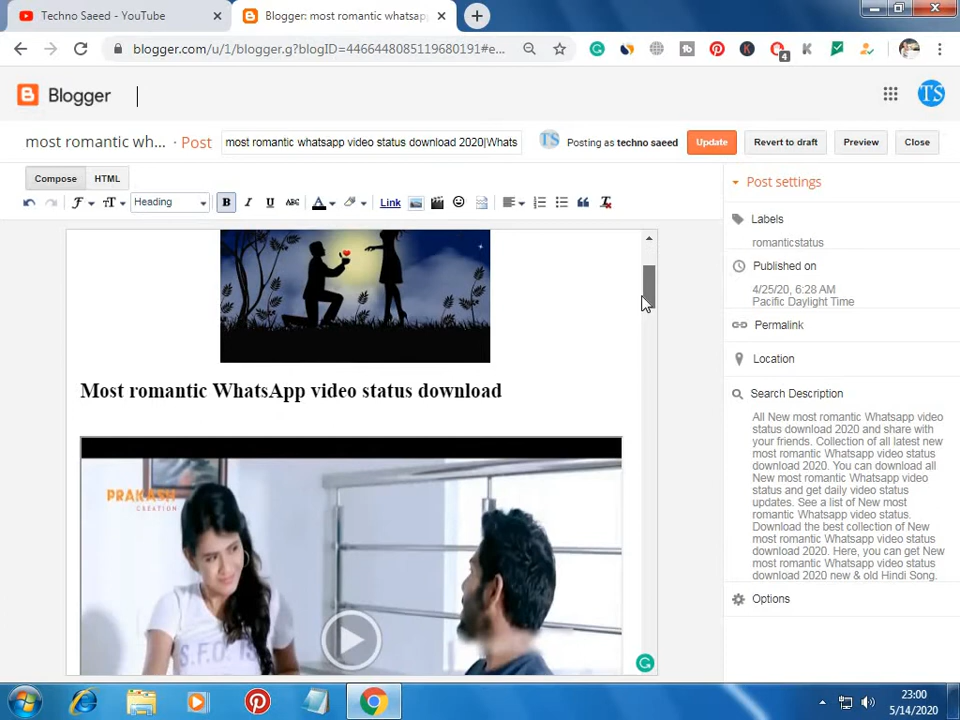 Techno Saeed - YouTube
Blogger: most romantic whatsap
blogger.com/u/1/blogger.g?blogID=4466448085119680191#e...
4
Blogger
TS
most romantic wh... · Post
most romantic whatsapp video status download 2020|Whats
TS
Posting as techno saeed
Update
Revert to draft
Preview
Close
Compose
HTML
Post settings
Heading
B
I
U
ABC
A
Link
Labels
romanticstatus
Published on
4/25/20, 6:28 AM
Pacific Daylight Time
Permalink
Location
Most romantic WhatsApp video status download
PRAKASH
CREATION
S.F.O.
Search Description
All New most romantic Whatsapp video
status download 2020 and share with
your friends. Collection of all latest new
most romantic Whatsapp video status
download 2020. You can download all
New most romantic Whatsapp video
status and get daily video status
updates. See a list of New most
romantic Whatsapp video status.
Download the best collection of New
most romantic Whatsapp video status
download 2020. Here, you can get New
most romantic Whatsapp video status
download 2020 new & old Hindi Song.
Options
23:00
5/14/2020